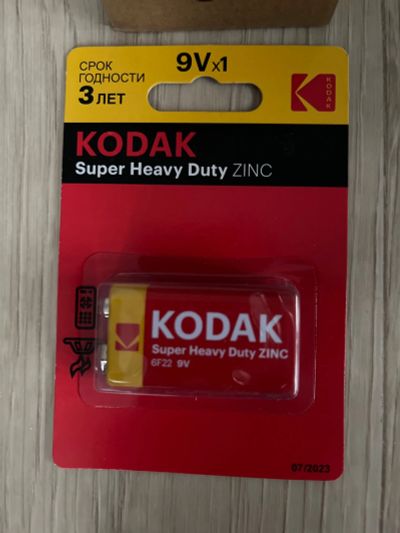 СРОК
ГОДНОСТИ
3 ЛЕТ
9Vx1
KODAK
KODAK
Super Heavy Duty ZINC
KODAK
Super Heavy Duty ZINC
6F22 9V
07/2023